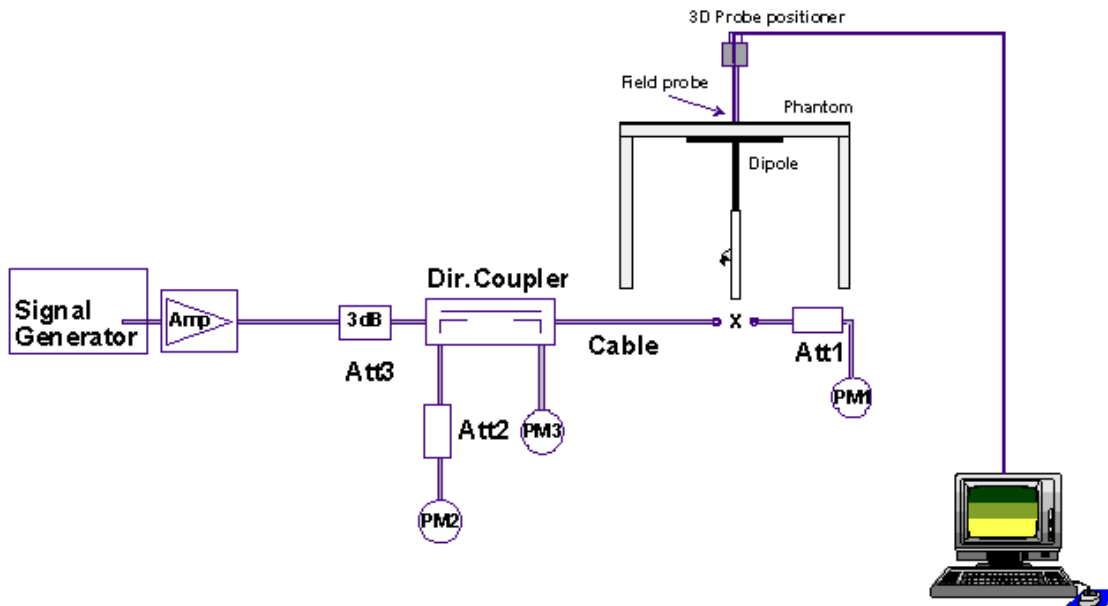 3D Probe positioner
Field probe
Phantom
Dipole
Signal
Generator
Amp
3dB
Att3
Dir.Coupler
Cable
X
Att1
PM1
Att2
PM3
PM2